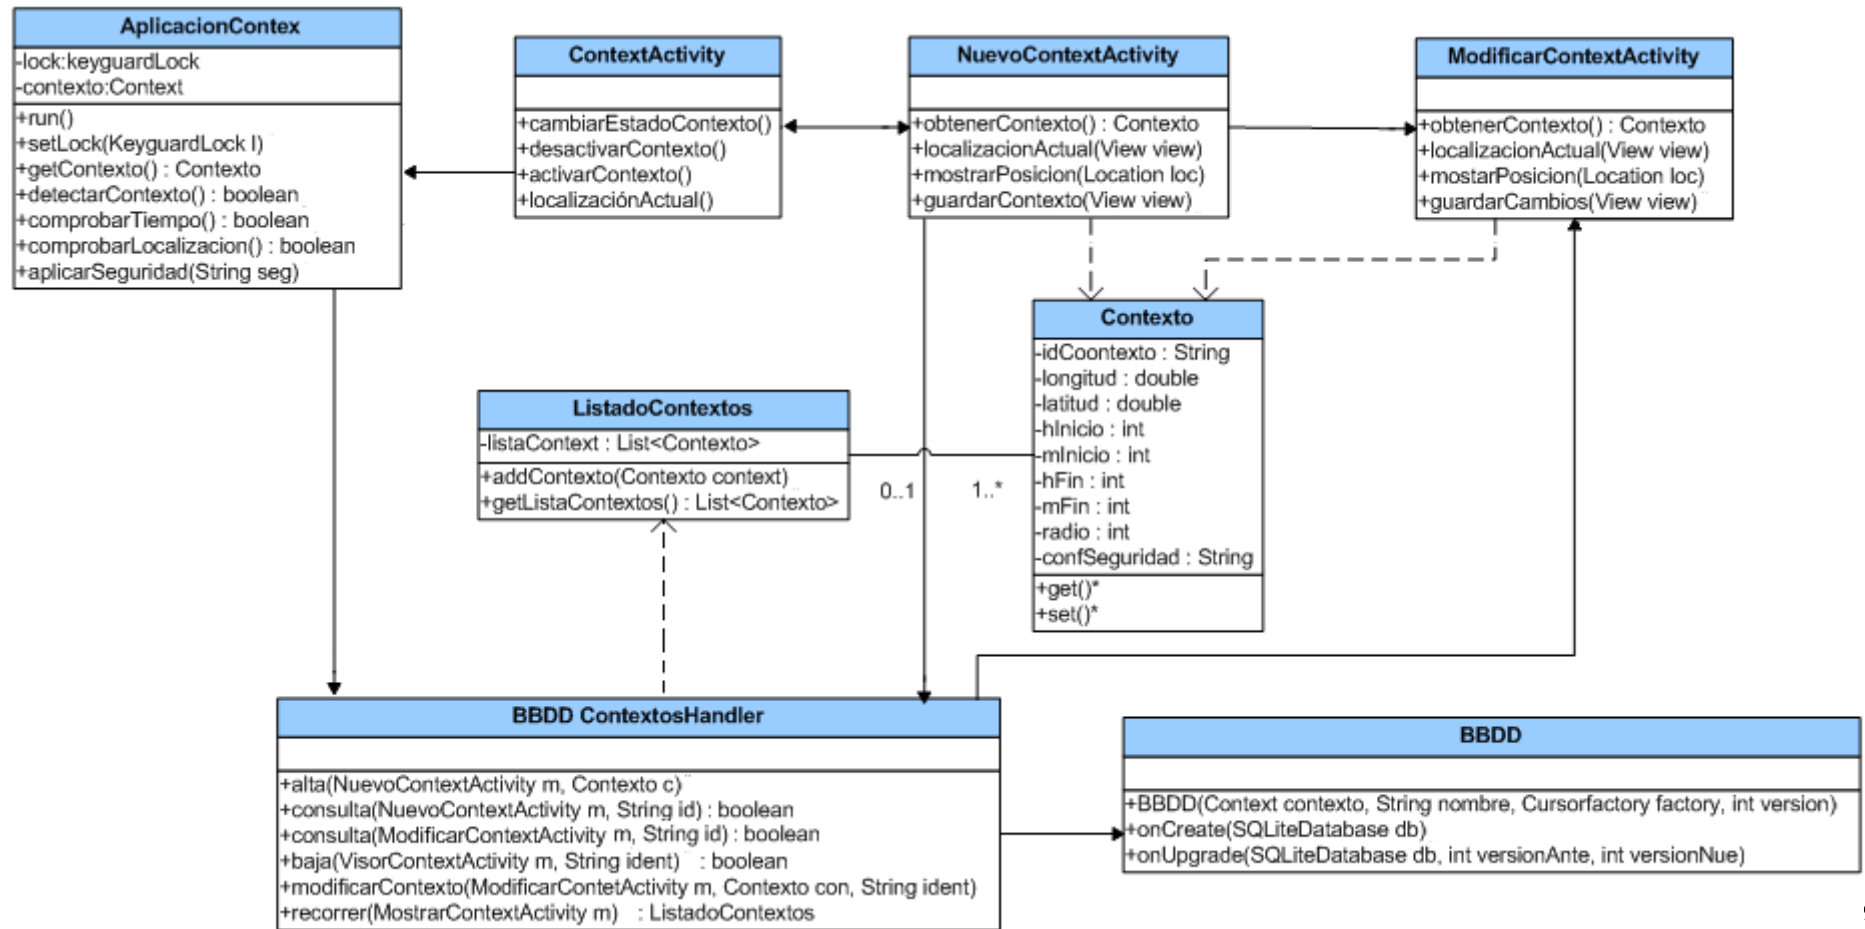 AplicacionContex
-lock:keyguardLock
-contexto:Context
+run()
+setLock(KeyguardLock l)
+getContexto() : Contexto
+detectarContexto() : boolean
+comprobarTiempo() : boolean
+comprobarLocalizacion() : boolean
+aplicarSeguridad(String seg)
ContextActivity
+cambiarEstadoContexto()
+desactivarContexto()
+activarContexto()
+localizaciónActual()
NuevoContextActivity
+obtenerContexto() : Contexto
+localizacionActual(View view)
+mostrarPosicion(Location loc)
+guardarContexto(View view)
ModificarContextActivity
+obtenerContexto() : Contexto
+localizacionActual(View view)
+mostarPosicion(Location loc)
+guardarCambios(View view)
Contexto
-idCoontexto : String
-longitud : double
-latitud : double
-hInicio : int
-mInicio : int
-hFin : int
-mFin : int
-radio : int
-confSeguridad : String
+get()*
+set()*
ListadoContextos
-listaContext : List<Contexto>
+addContexto(Contexto context)
+getListaContextos() : List<Contexto>
0..1
1..*
BBDD ContextosHandler
+alta(NuevoContextActivity m, Contexto c)
+consulta(NuevoContextActivity m, String id) : boolean
+consulta(ModificarContextActivity m, String id) : boolean
+baja(VisorContextActivity m, String ident) : boolean
+modificarContexto(ModificarContetActivity m, Contexto con, String ident)
+recorrer(MostrarContextActivity m) : ListadoContextos
BBDD
+BBDD(Context contexto, String nombre, Cursorfactory factory, int version)
+onCreate(SQLiteDatabase db)
+onUpgrade(SQLiteDatabase db, int versionAnte, int versionNue)